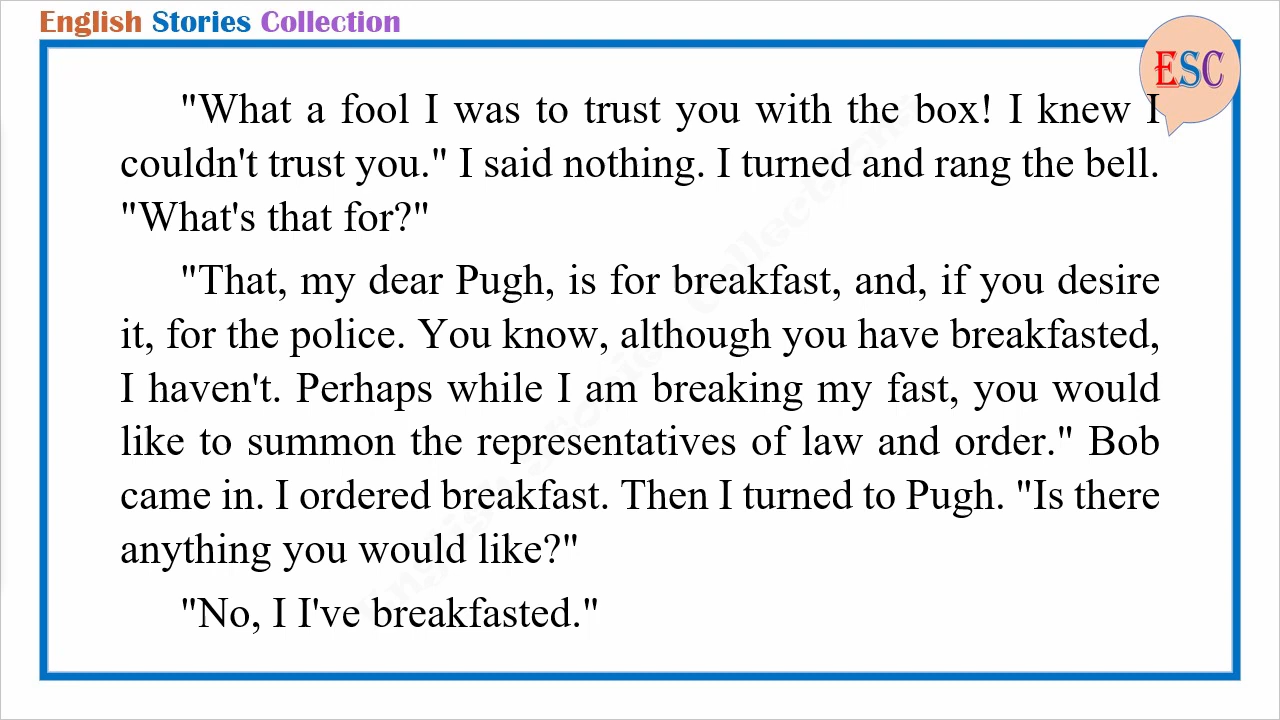 English Stories Collection
ESC
"What a fool I was to trust you with the box! I knew I
couldn't trust you." I said nothing. I turned and rang the bell.
"What's that for?"
"That, my dear Pugh, is for breakfast, and, if you desire
it, for the police. You know, although you have breakfasted,
I haven't. Perhaps while I am breaking my fast, you would
like to summon the representatives of law and order." Bob
came in. I ordered breakfast. Then I turned to Pugh. "Is there
anything you would like?"
"No, I I've breakfasted."